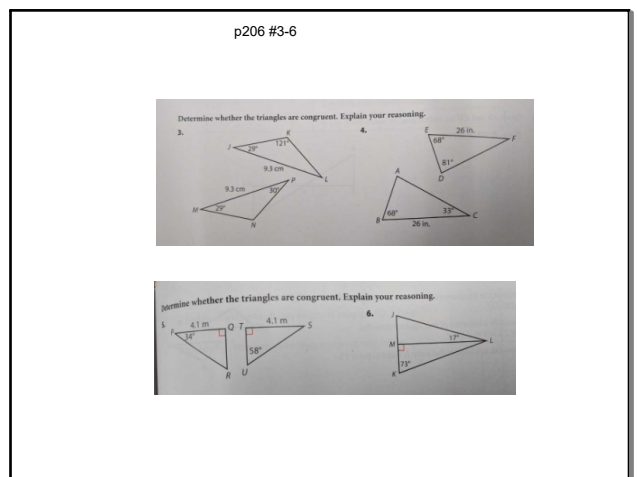 p206 #3-6
Determine whether the triangles are congruent. Explain your reasoning.
3.
K
121°
J
29°
9.3 cm
L
P
9.3 cm
30°
M
29°
N
4.
E
26 in.
F
68°
81°
D
A
68°
33°
B
C
26 in.
Determine whether the triangles are congruent. Explain your reasoning.
4.1 m
P
Q
34°
R
4.1 m
T
S
58°
U
6.
J
17°
M
L
73°
K